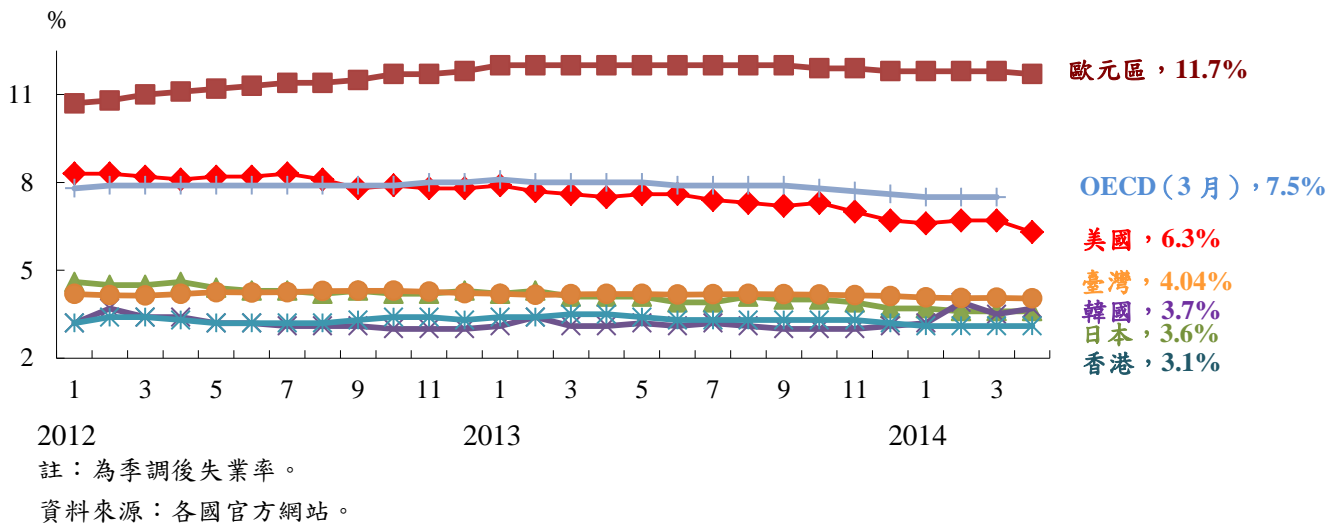 %
11
8
5
2
1 3 5 7 9 11 1 3 5 7 9 11 1 3
2012 2013 2014
歐元區，11.7%
OECD（3 月），7.5%
美國，6.3%
臺灣，4.04%
韓國，3.7%
日本，3.6%
香港，3.1%
註：為季調後失業率。
資料來源：各國官方網站。